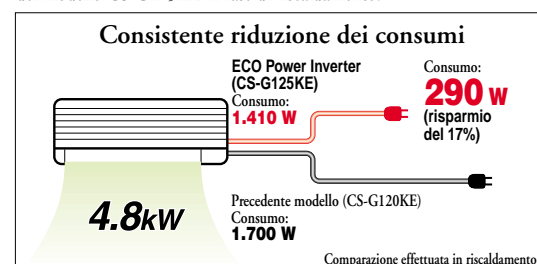 Consistente riduzione dei consumi
ECO Power Inverter
(CS-G125KE)
Consumo:
1.410 W
Consumo:
290 W
(risparmio
del 17%)
4.8kW
Precedente modello (CS-G120KE)
Consumo:
1.700 W
Comparazione effettuata in riscaldamento